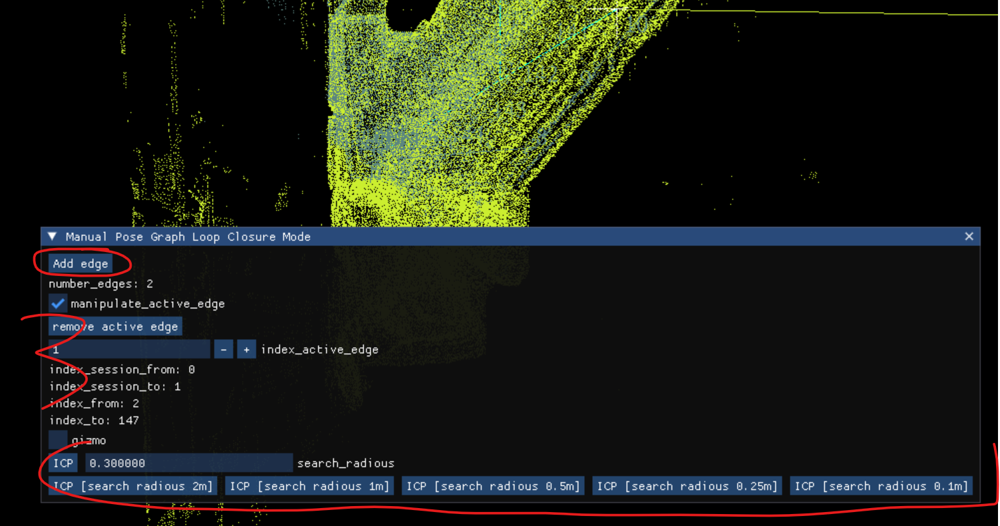 Manual Pose Graph Loop Closure Mode
Add edge
number_edges: 2
manipulate_active_edge
remove active edge
1 - + index_active_edge
index_session_from: 0
index_session_to: 1
index_from: 2
index_to: 147
gizmo
ICP 0.300000 search_radious
ICP [search radious 2m] ICP [search radious 1m] ICP [search radious 0.5m] ICP [search radious 0.25m] ICP [search radious 0.1m]